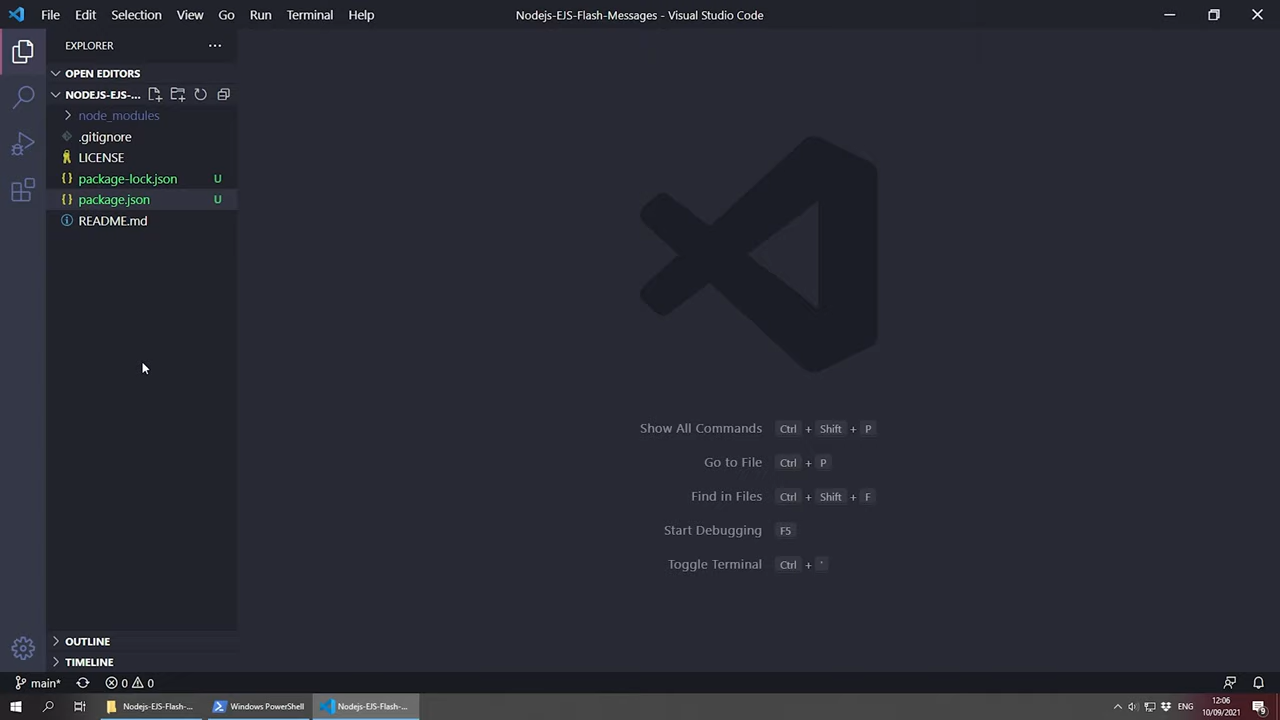 File Edit Selection View Go Run Terminal Help
Nodejs-EJS-Flash-Messages - Visual Studio Code
EXPLORER
OPEN EDITORS
NODEJS-EJS-...
node_modules
.gitignore
LICENSE
package-lock.json U
package.json U
README.md
Show All Commands Ctrl + Shift + P
Go to File Ctrl + P
Find in Files Ctrl + Shift + F
Start Debugging F5
Toggle Terminal Ctrl + '
OUTLINE
TIMELINE
main* 0 0
Nodejs-EJS-Flash-... Windows PowerShell Nodejs-EJS-Flash-... ENG
12:06
10/09/2021